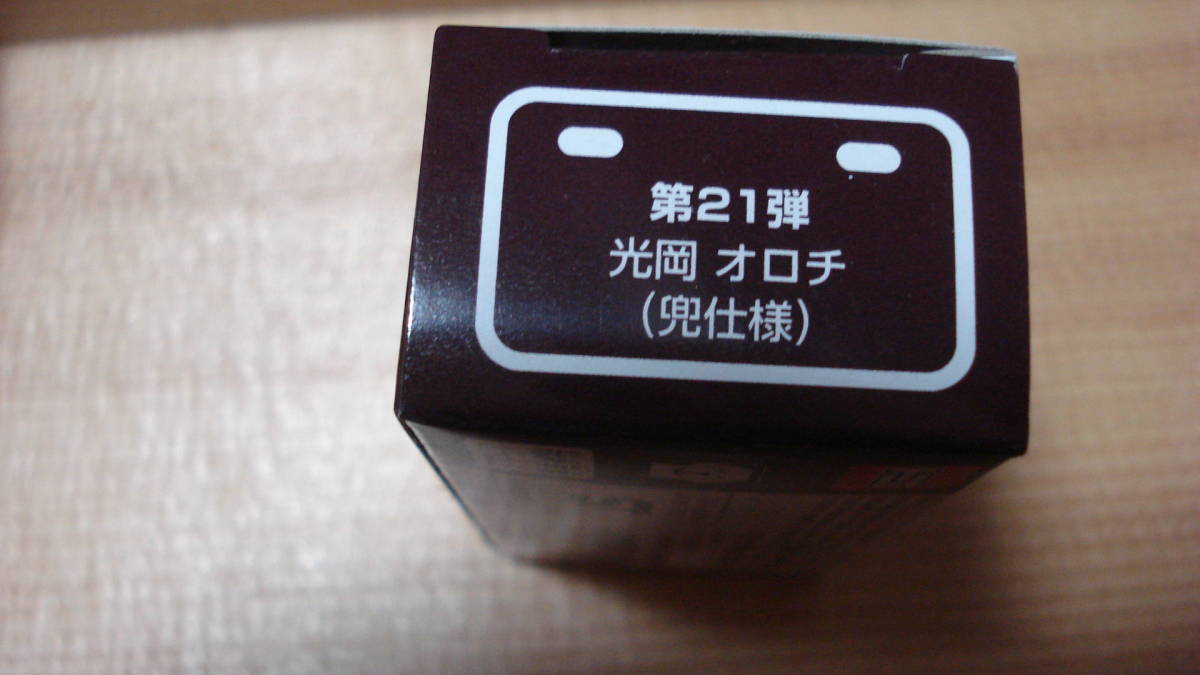 第21弾
光岡 オロチ
(兜仕様)